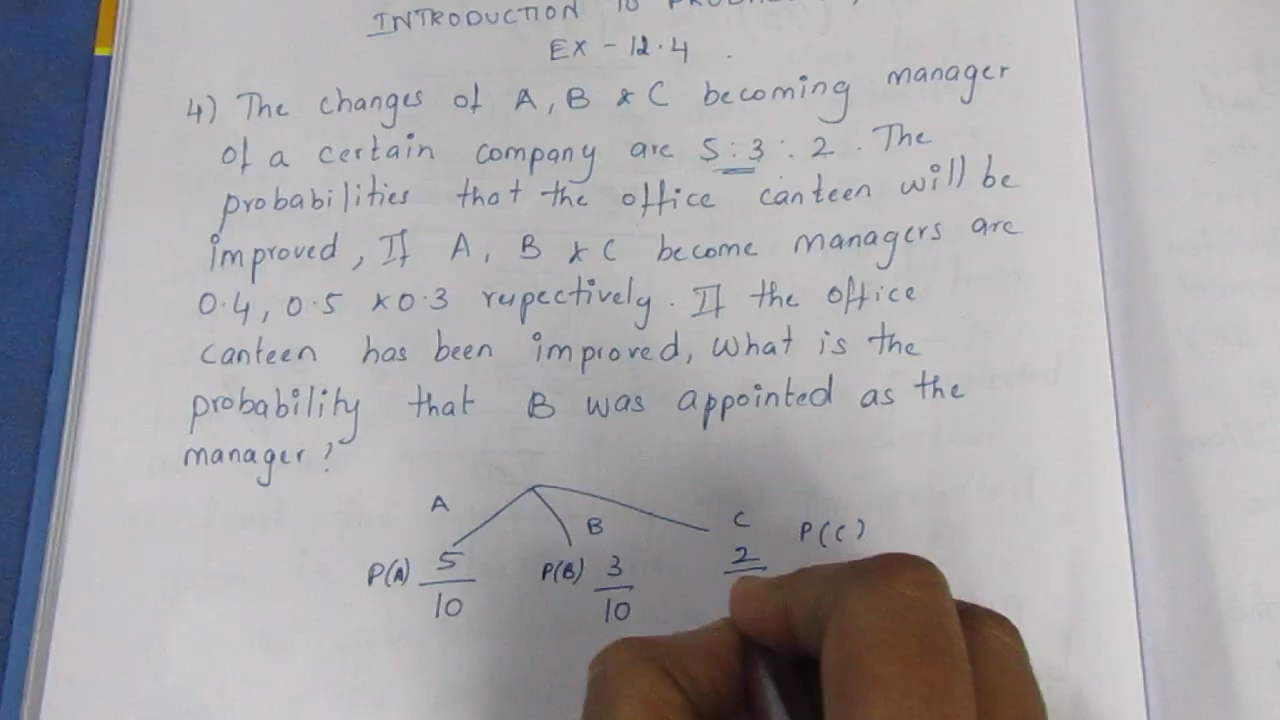 INTRODUCTION TO
EX - 12.4
4) The changes of A, B & C becoming manager
of a certain company are 5:3:2. The
probabilities that the office canteen will be
improved, If A, B & C become managers are
0.4, 0.5 & 0.3 rupectively. If the office
canteen has been improved, What is the
probability that B was appointed as the
manager?
A B C P(C)
P(A) 5 P(B) 3 2
10 10